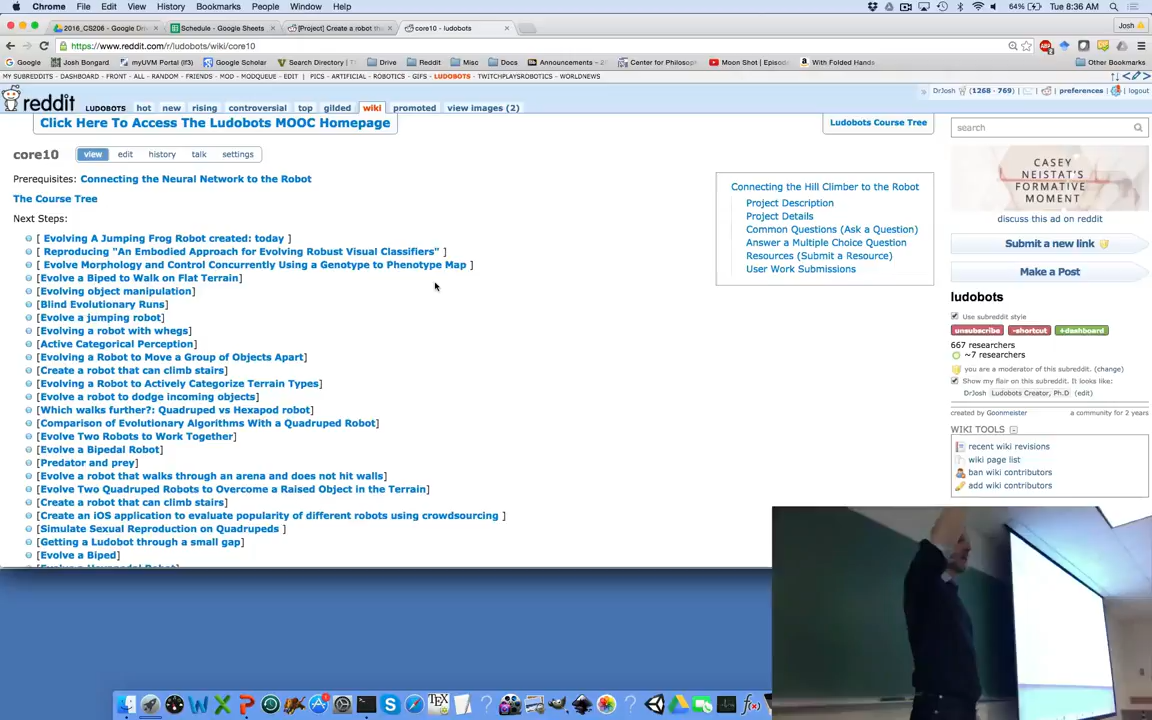 Chrome File Edit View History Bookmarks People Window Help 64% Tue 8:36 AM
2016_CS206 - Google Dri Schedule - Google Sheets [Project] Create a robot th core10 - ludobots Josh
https://www.reddit.com/r/ludobots/wiki/core10
Google Josh Bongard myUVM Portal (lf3) Google Scholar Search Directory Drive Reddit Misc Docs Announcements - Center for Philosop Moon Shot | Episod With Folded Hands Other Bookmarks
MY SUBREDDITS - DASHBOARD - FRONT - ALL - RANDOM - FRIENDS - MOD - MODQUEUE - EDIT | PICS - ARTIFICIAL - ROBOTICS - GIFS - LUDOBOTS - TWITCHPLAYSROBOTICS - WORLDNEWS
DrJosh (1268 · 769) | preferences | logout
reddit LUDOBOTS hot new rising controversial top gilded wiki promoted view images (2)
Click Here To Access The Ludobots MOOC Homepage
Ludobots Course Tree
search
core10 view edit history talk settings
Prerequisites: Connecting the Neural Network to the Robot
The Course Tree
Next Steps:
[ Evolving A Jumping Frog Robot created: today ]
[ Reproducing "An Embodied Approach for Evolving Robust Visual Classifiers" ]
[ Evolve Morphology and Control Concurrently Using a Genotype to Phenotype Map ]
[Evolve a Biped to Walk on Flat Terrain]
[Evolving object manipulation]
[Blind Evolutionary Runs]
[Evolve a jumping robot]
[Evolving a robot with whegs]
[Active Categorical Perception]
[Evolving a Robot to Move a Group of Objects Apart]
[Create a robot that can climb stairs]
[Evolving a Robot to Actively Categorize Terrain Types]
[Evolve a robot to dodge incoming objects]
[Which walks further?: Quadruped vs Hexapod robot]
[Comparison of Evolutionary Algorithms With a Quadruped Robot]
[Evolve Two Robots to Work Together]
[Evolve a Bipedal Robot]
[Predator and prey]
[Evolve a robot that walks through an arena and does not hit walls]
[Evolve Two Quadruped Robots to Overcome a Raised Object in the Terrain]
[Create a robot that can climb stairs]
[Create an iOS application to evaluate popularity of different robots using crowdsourcing ]
[Simulate Sexual Reproduction on Quadrupeds ]
[Getting a Ludobot through a small gap]
[Evolve a Biped]
Connecting the Hill Climber to the Robot
Project Description
Project Details
Common Questions (Ask a Question)
Answer a Multiple Choice Question
Resources (Submit a Resource)
User Work Submissions
CASEY
NEISTAT'S
FORMATIVE
MOMENT
discuss this ad on reddit
Submit a new link
Make a Post
ludobots
Use subreddit style
unsubscribe -shortcut +dashboard
667 researchers
~7 researchers
you are a moderator of this subreddit. (change)
Show my flair on this subreddit. It looks like:
DrJosh Ludobots Creator, Ph.D (edit)
created by Goonmeister a community for 2 years
WIKI TOOLS
recent wiki revisions
wiki page list
ban wiki contributors
add wiki contributors